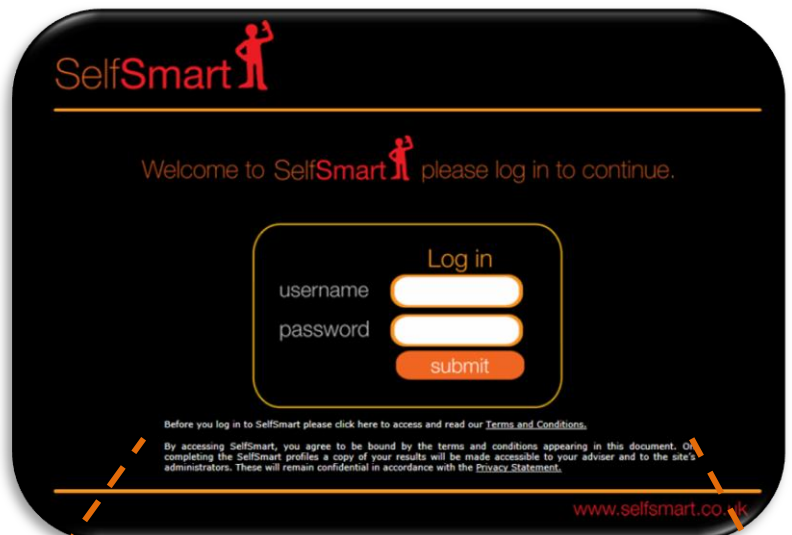 SelfSmart
Welcome to SelfSmart please log in to continue.
Log in
username
password
submit
Before you log in to SelfSmart please click here to access and read our Terms and Conditions.
By accessing SelfSmart, you agree to be bound by the terms and conditions appearing in this document. On
completing the SelfSmart profiles a copy of your results will be made accessible to your adviser and to the site's
administrators. These will remain confidential in accordance with the Privacy Statement.
www.selfsmart.co.uk